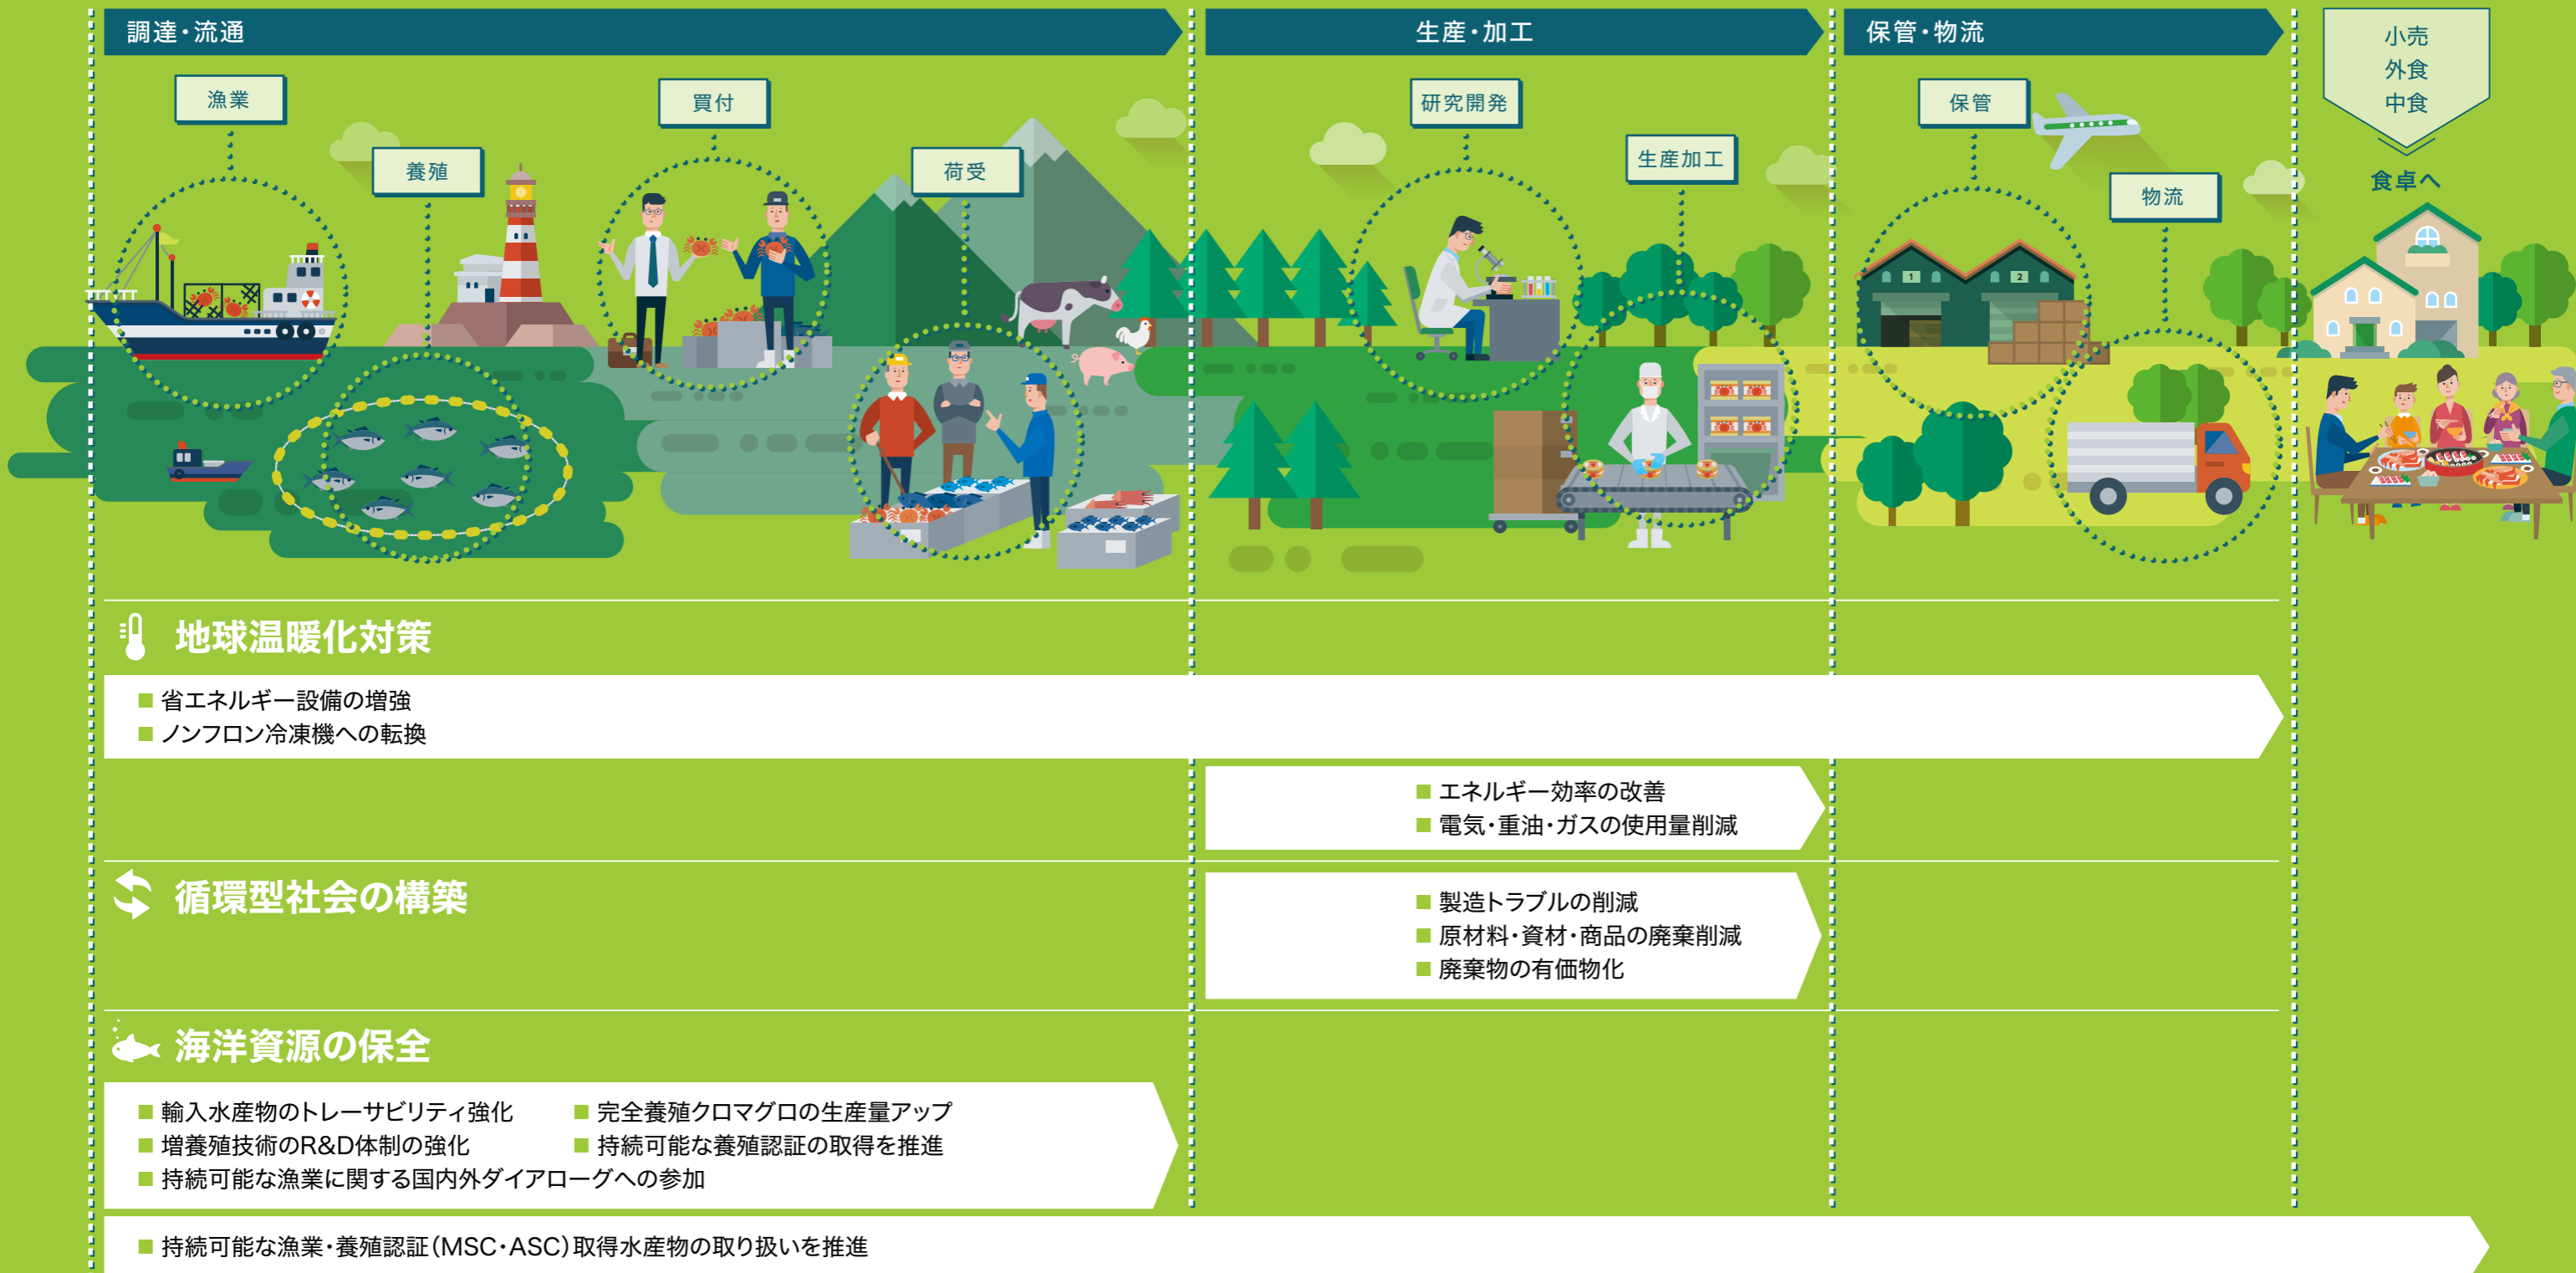 調達・流通
生産・加工
保管・物流
小売
外食
中食
食卓へ
漁業
養殖
買付
荷受
研究開発
生産加工
保管
物流
1
2
地球温暖化対策
■ 省エネルギー設備の増強
■ ノンフロン冷凍機への転換
■ エネルギー効率の改善
■ 電気・重油・ガスの使用量削減
循環型社会の構築
■ 製造トラブルの削減
■ 原材料・資材・商品の廃棄削減
■ 廃棄物の有価物化
海洋資源の保全
■ 輸入水産物のトレーサビリティ強化
■ 増養殖技術のR&D体制の強化
■ 持続可能な漁業に関する国内外ダイアローグへの参加
■ 完全養殖クロマグロの生産量アップ
■ 持続可能な養殖認証の取得を推進
■ 持続可能な漁業・養殖認証（MSC・ASC）取得水産物の取り扱いを推進